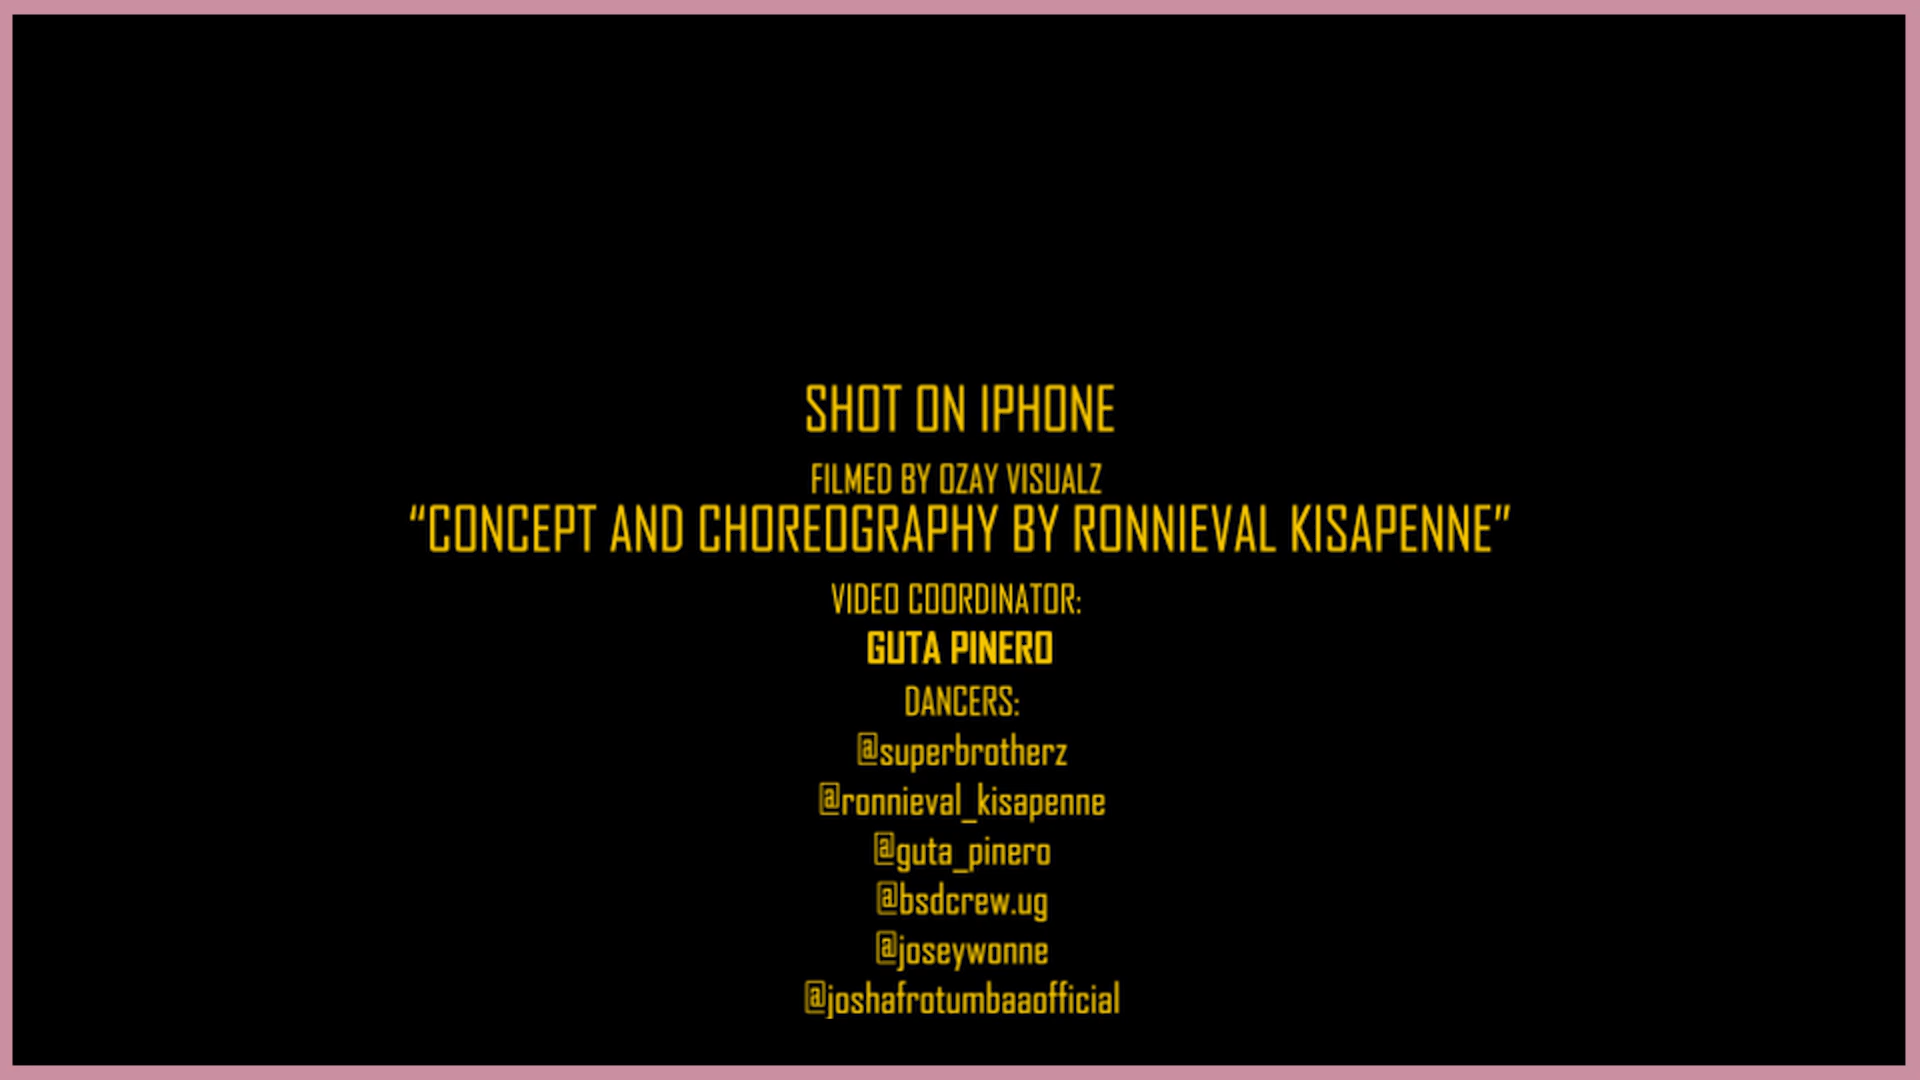 SHOT ON IPHONE
FILMED BY OZAY VISUALZ
“CONCEPT AND CHOREOGRAPHY BY RONNIEVAL KISAPENNE”
VIDEO COORDINATOR:
GUTA PINERO
DANCERS:
@superbrotherz
@ronnieval_kisapenne
@guta_pinero
@bsdcrew.ug
@joseywonne
@joshafrotumbaaofficial